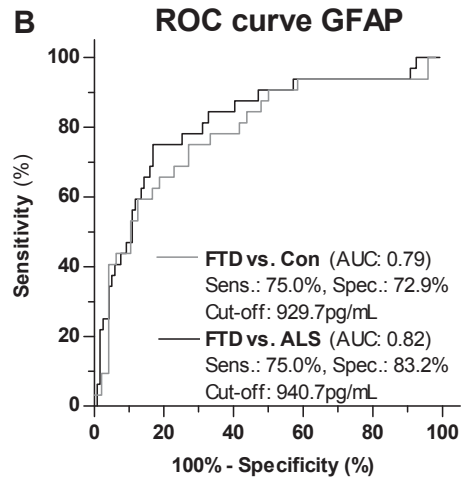 B
ROC curve GFAP
100
80
60
40
20
0
Sensitivity (%)
FTD vs. Con (AUC: 0.79)
Sens.: 75.0%, Spec.: 72.9%
Cut-off: 929.7pg/mL
FTD vs. ALS (AUC: 0.82)
Sens.: 75.0%, Spec.: 83.2%
Cut-off: 940.7pg/mL
0 20 40 60 80 100
100% - Specificity (%)